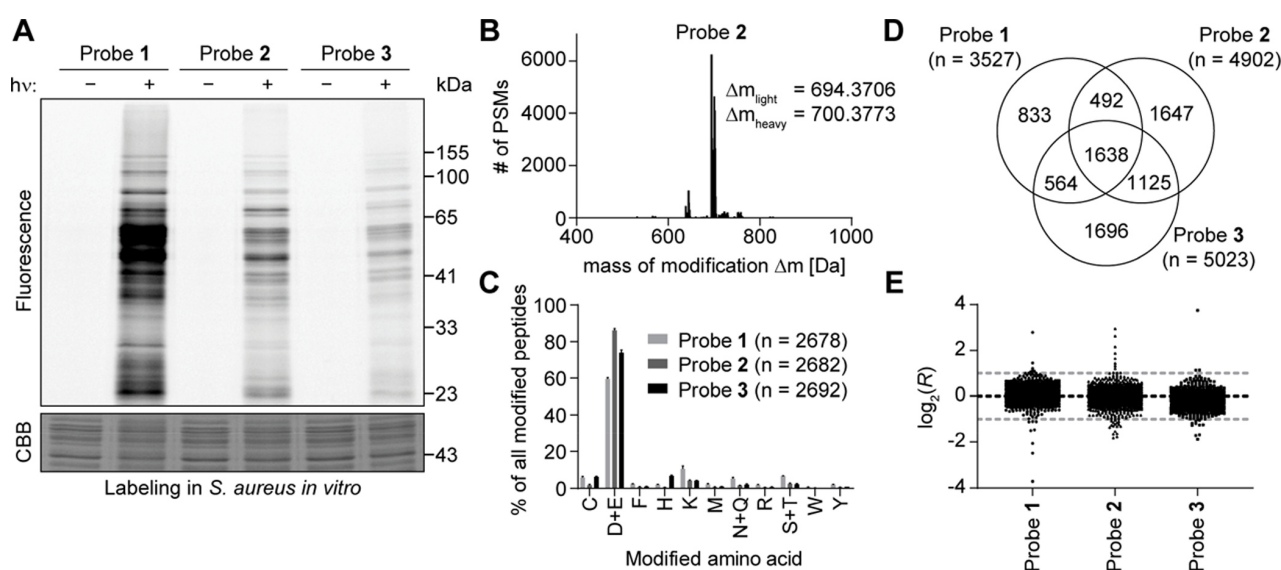 A
Probe 1 Probe 2 Probe 3
hν: – + – + – + kDa
Fluorescence
155
100
65
41
33
23
CBB
43
Labeling in S. aureus in vitro
B
Probe 2
# of PSMs
6000
4000
2000
0
Δmlight = 694.3706
Δmheavy = 700.3773
400 600 800 1000
mass of modification Δm [Da]
C
% of all modified peptides
100
80
60
40
20
0
Probe 1 (n = 2678)
Probe 2 (n = 2682)
Probe 3 (n = 2692)
C D+E F H K M N+Q R S+T W Y
Modified amino acid
D
Probe 1
(n = 3527)
Probe 2
(n = 4902)
833 492 1647
1638
564 1125
1696
Probe 3
(n = 5023)
E
log2(R)
4
2
0
-2
-4
Probe 1 Probe 2 Probe 3